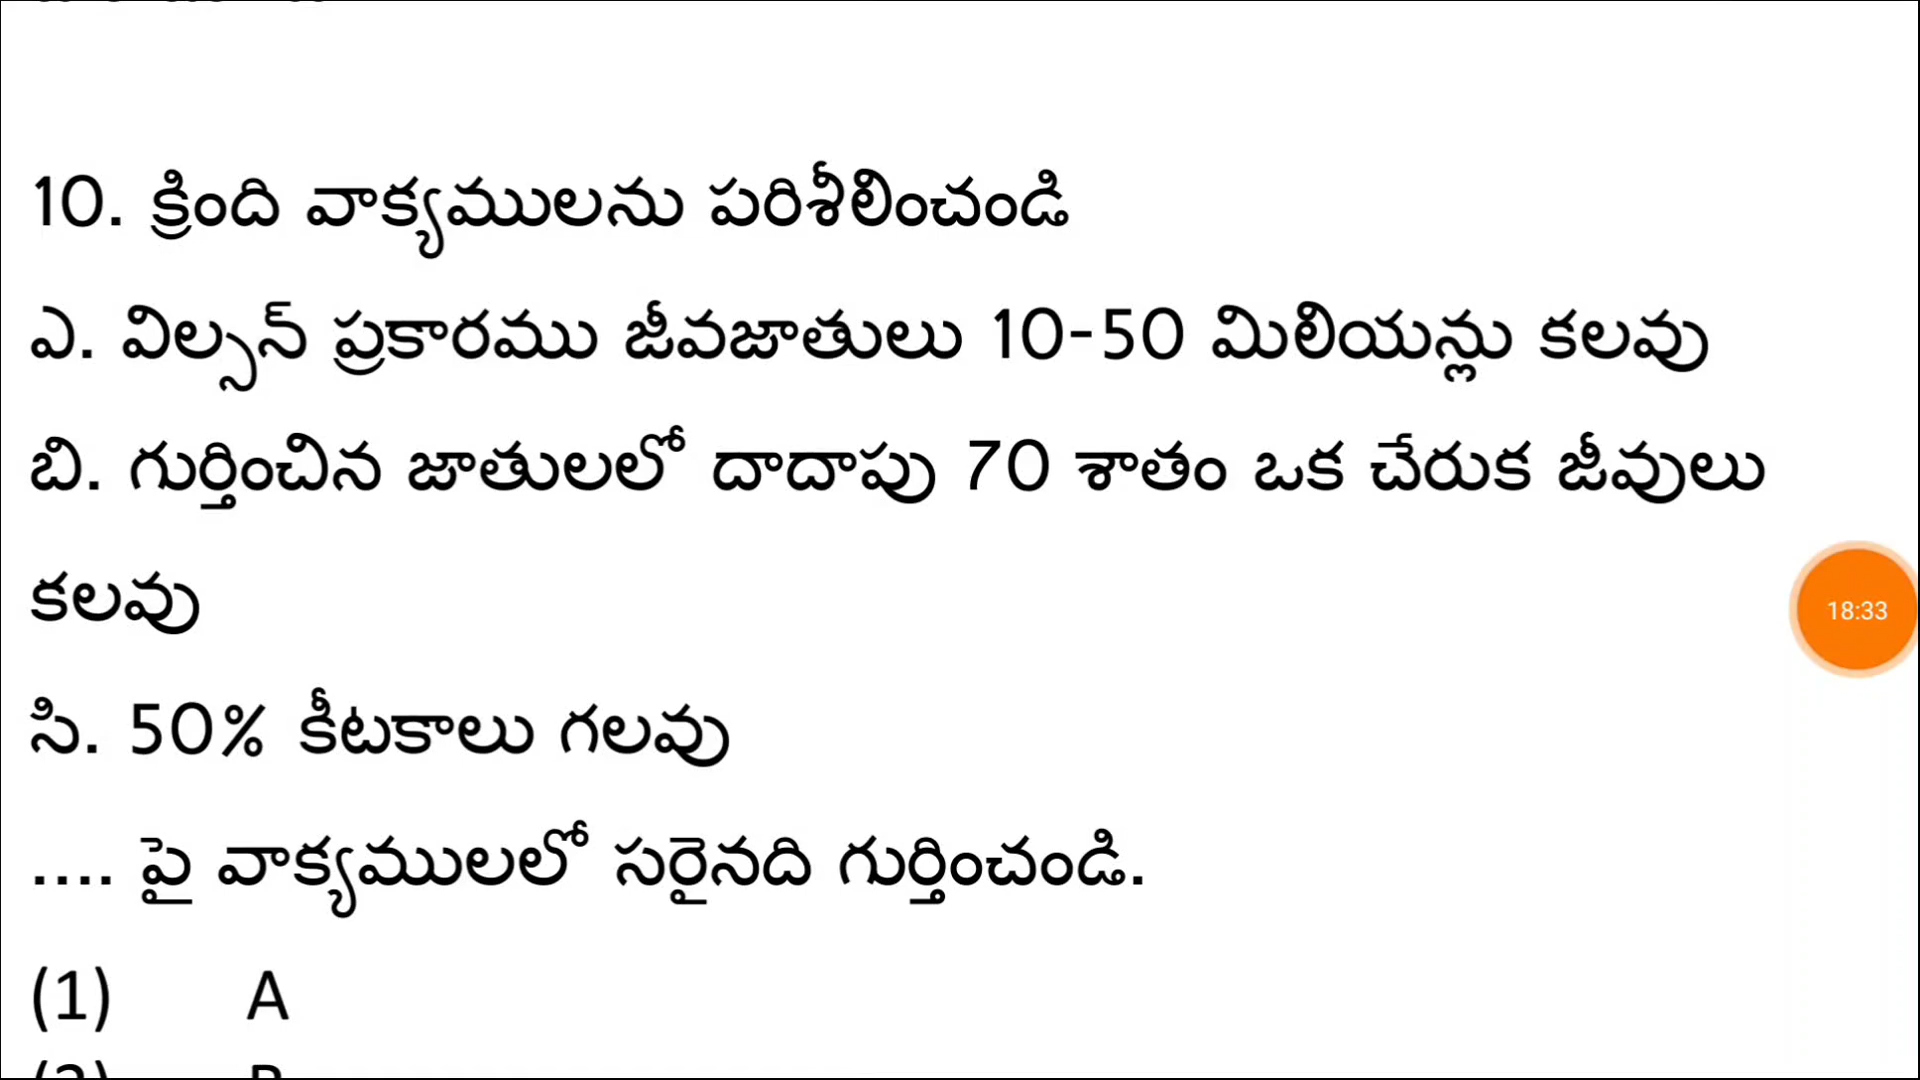 10. క్రింది వాక్యములను పరిశీలించండి
ఎ. విల్సన్ ప్రకారము జీవజాతులు 10-50 మిలియన్లు కలవు
బి. గుర్తించిన జాతులలో దాదాపు 70 శాతం ఒక చేరుక జీవులు
కలవు
18:33
సి. 50% కీటకాలు గలవు
.... పై వాక్యములలో సరైనది గుర్తించండి.
(1) A